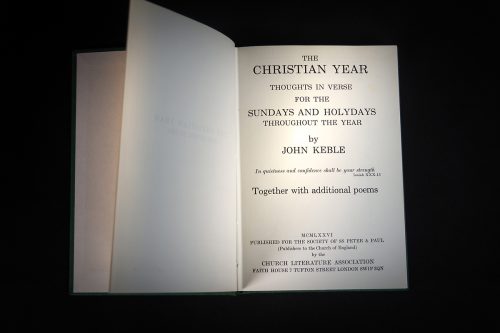 THE
CHRISTIAN YEAR
THOUGHTS IN VERSE
FOR THE
SUNDAYS AND HOLYDAYS
THROUGHOUT THE YEAR
by
JOHN KEBLE
In quietness and confidence shall be your strength
Isaiah XXX.15
Together with additional poems
MCMLXXVI
PUBLISHED FOR THE SOCIETY OF SS PETER & PAUL
(Publishers to the Church of England)
by the
CHURCH LITERATURE ASSOCIATION
FAITH HOUSE 7 TUFTON STREET LONDON SW1P 3QN